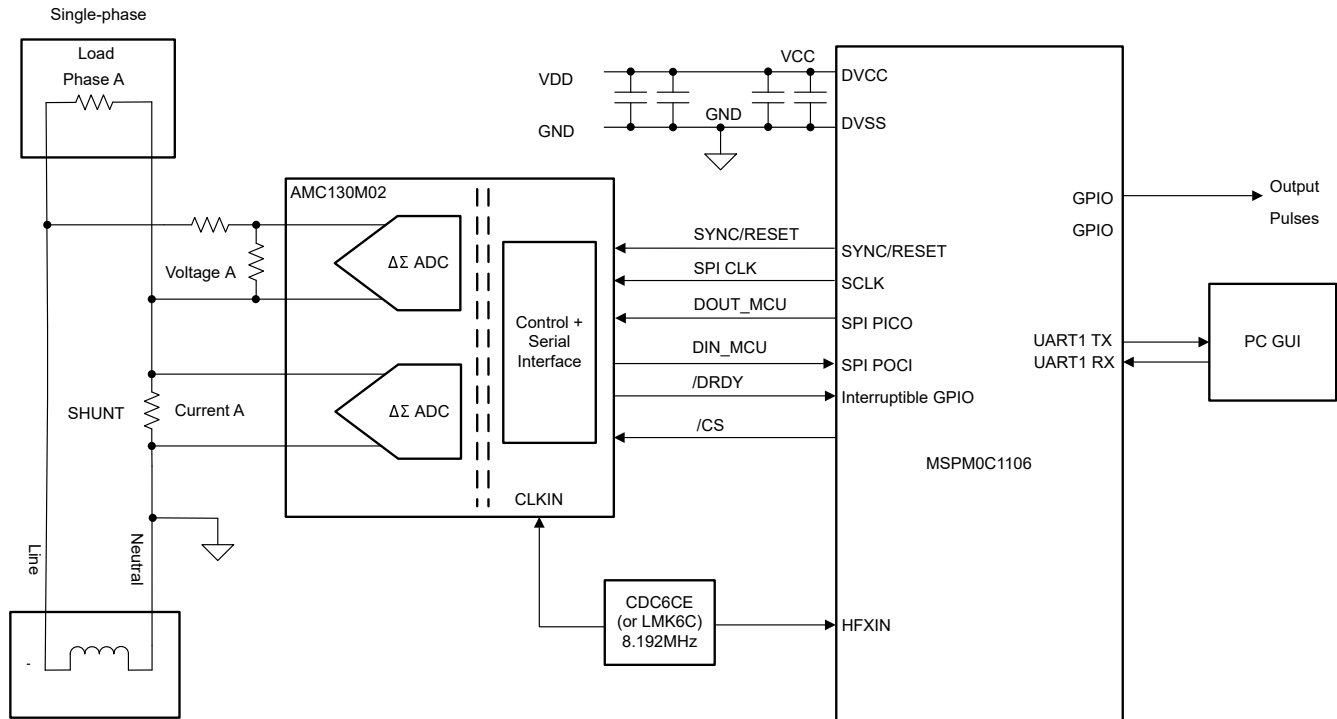 Single-phase
Load
Phase A
VDD
GND
VCC
GND
DVCC
DVSS
AMC130M02
ΔΣ ADC
Voltage A
ΔΣ ADC
SHUNT
Current A
Control +
Serial
Interface
CLKIN
SYNC/RESET
SPI CLK
DOUT_MCU
DIN_MCU
/DRDY
/CS
SYNC/RESET
SCLK
SPI PICO
SPI POCI
Interruptible GPIO
MSPM0C1106
GPIO
GPIO
Output
Pulses
UART1 TX
UART1 RX
PC GUI
Line
Neutral
-
CDC6CE
(or LMK6C)
8.192MHz
HFXIN